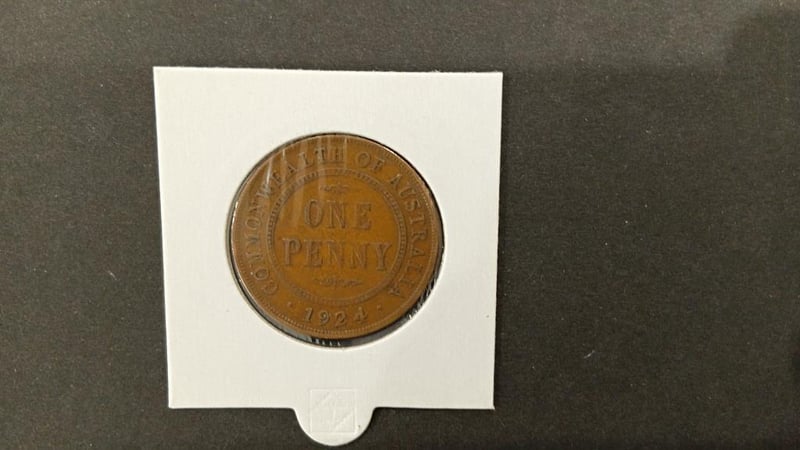 COMMONWEALTH OF AUSTRALIA
ONE
PENNY
1924